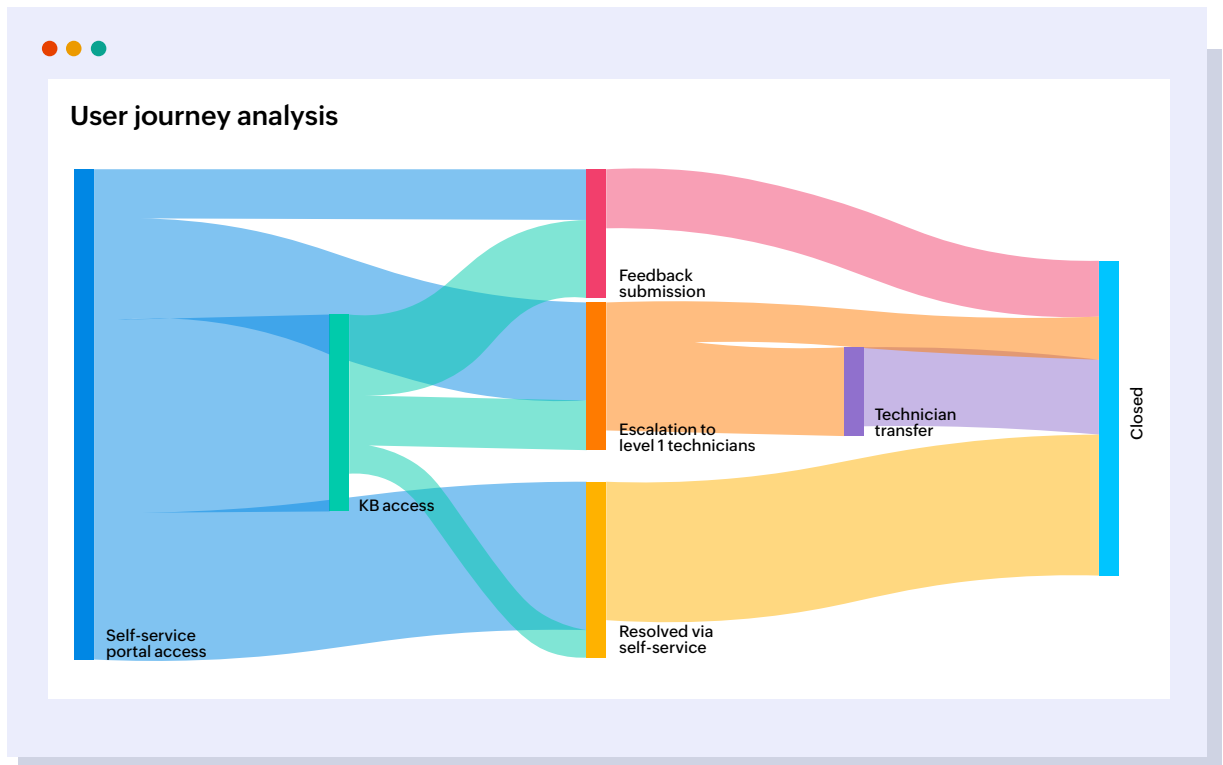 User journey analysis
Feedback
submission
Closed
Technician
transfer
Escalation to
level 1 technicians
KB access
Self-service
portal access
Resolved via
self-service